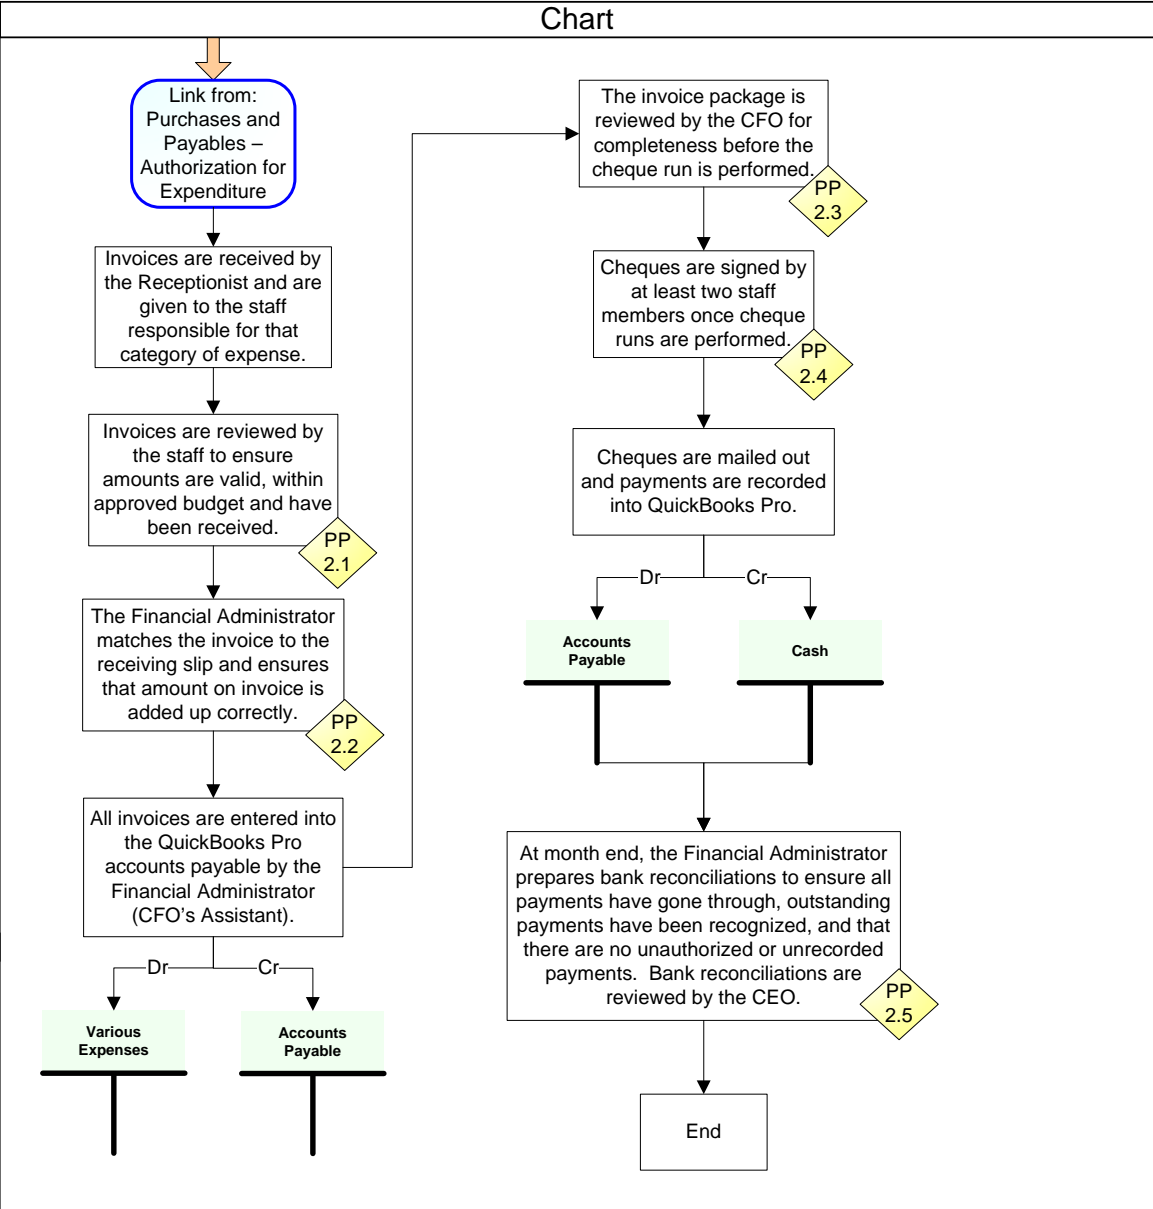 Chart
Link from:
Purchases and
Payables –
Authorization for
Expenditure
Invoices are received by
the Receptionist and are
given to the staff
responsible for that
category of expense.
Invoices are reviewed by
the staff to ensure
amounts are valid, within
approved budget and have
been received.
PP
2.1
The Financial Administrator
matches the invoice to the
receiving slip and ensures
that amount on invoice is
added up correctly.
PP
2.2
All invoices are entered into
the QuickBooks Pro
accounts payable by the
Financial Administrator
(CFO’s Assistant).
Dr
Cr
Various
Expenses
Accounts
Payable
The invoice package is
reviewed by the CFO for
completeness before the
cheque run is performed.
PP
2.3
Cheques are signed by
at least two staff
members once cheque
runs are performed.
PP
2.4
Cheques are mailed out
and payments are recorded
into QuickBooks Pro.
Dr
Cr
Accounts
Payable
Cash
At month end, the Financial Administrator
prepares bank reconciliations to ensure all
payments have gone through, outstanding
payments have been recognized, and that
there are no unauthorized or unrecorded
payments.  Bank reconciliations are
reviewed by the CEO.
PP
2.5
End